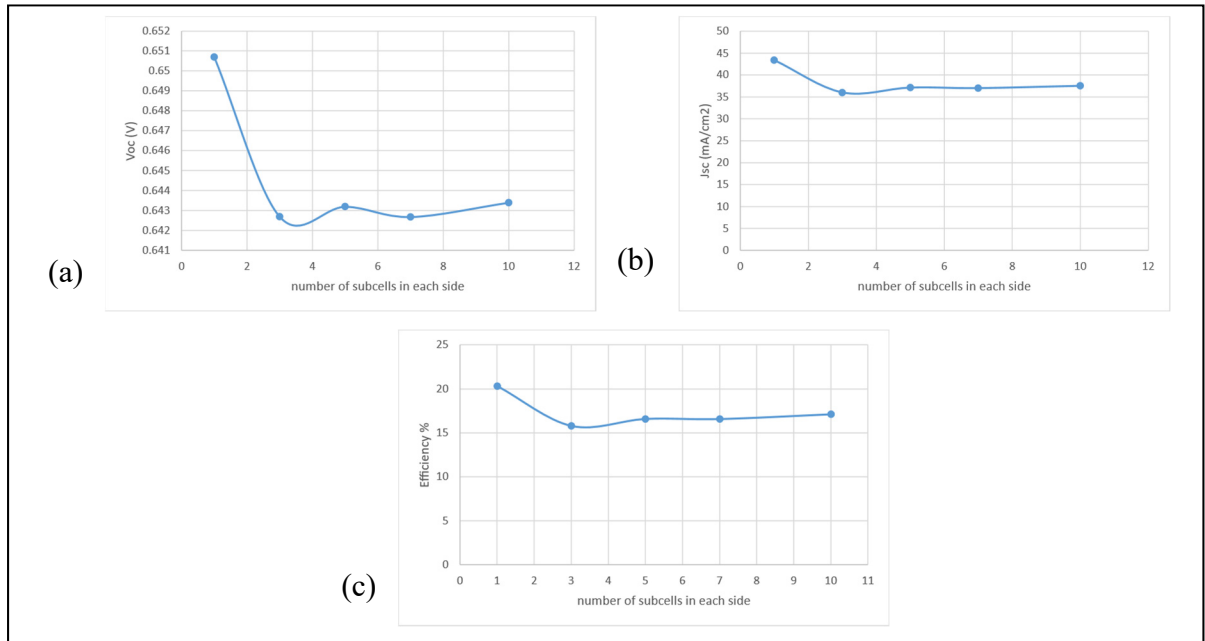 0.652
0.651
0.65
0.649
0.648
0.647
0.646
0.645
0.644
0.643
0.642
0.641
Voc (V)
0 2 4 6 8 10 12
number of subcells in each side
(a)
50
45
40
35
30
25
20
15
10
5
0
Jsc (mA/cm2)
0 2 4 6 8 10 12
number of subcells in each side
(b)
25
20
15
10
5
0
Efficiency %
0 1 2 3 4 5 6 7 8 9 10 11
number of subcells in each side
(c)